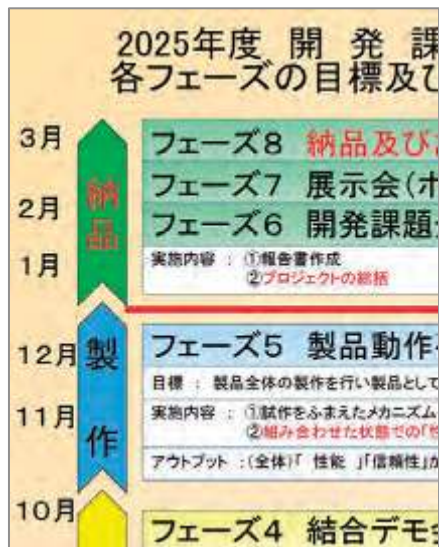 2025年度 開 発 課
各フェーズの目標及び
3月
納品
フェーズ8 納品及び
フェーズ7 展示会(ポ
2月
フェーズ6 開発課題
1月
実施内容 : ①報告書作成
②プロジェクトの総括
12月
製作
フェーズ5 製品動作
目標 : 製品全体の製作を行い製品として
11月
実施内容 : ①試作をふまえたメカニズム
②組み合わせた状態での「性
アウトプット :(全体)「 性能 」「信頼性」が
10月
フェーズ4 結合デモ